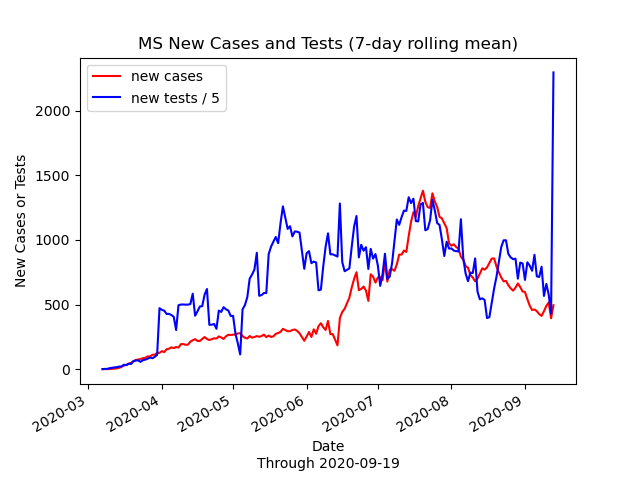 MS New Cases and Tests (7-day rolling mean)
new cases
new tests / 5
New Cases or Tests
2000
1500
1000
500
0
2020-03
2020-04
2020-05
2020-06
2020-07
2020-08
2020-09
Date
Through 2020-09-19